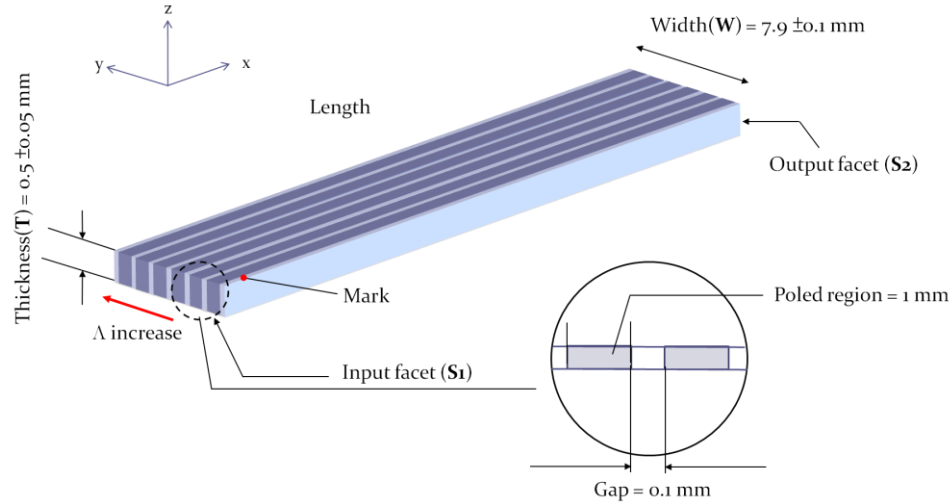 z
y
x
Width(W) = 7.9 ±0.1 mm
Length
Thickness(T) = 0.5 ±0.05 mm
Output facet (S2)
Mark
Poled region = 1 mm
Λ increase
Input facet (S1)
Gap = 0.1 mm